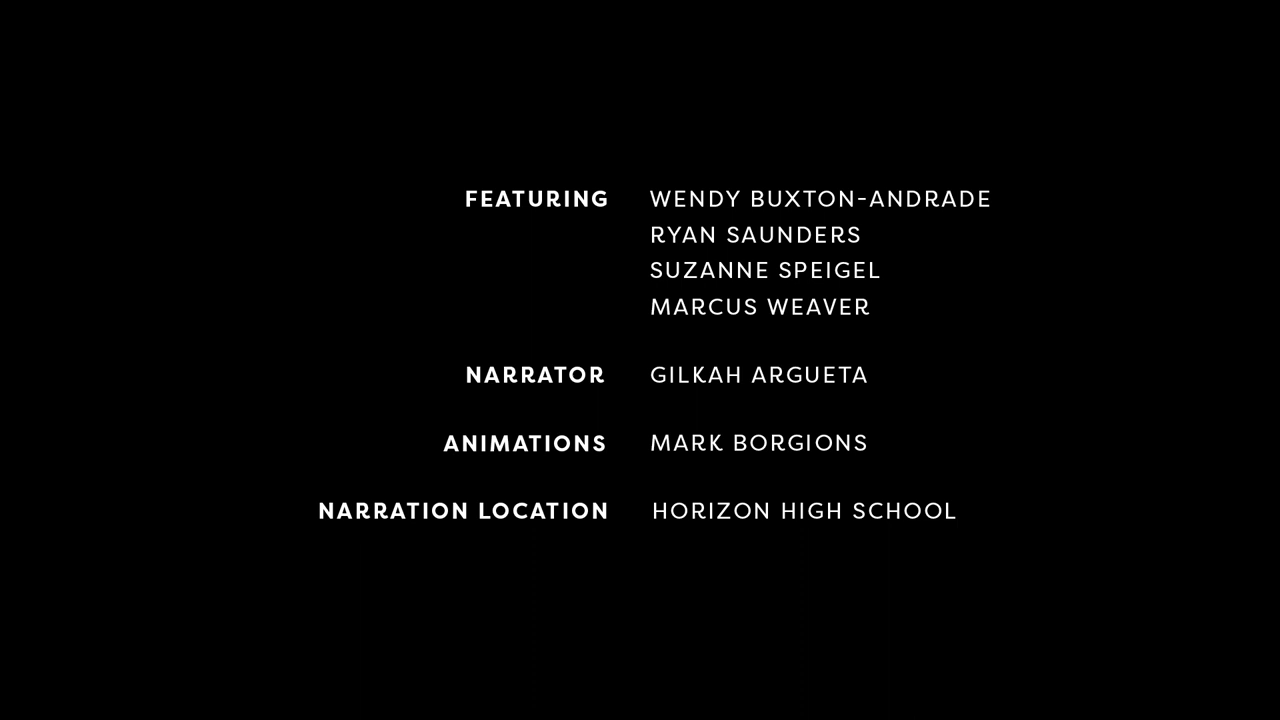 FEATURING WENDY BUXTON-ANDRADE
RYAN SAUNDERS
SUZANNE SPEIGEL
MARCUS WEAVER
NARRATOR GILKAH ARGUETA
ANIMATIONS MARK BORGIONS
NARRATION LOCATION HORIZON HIGH SCHOOL